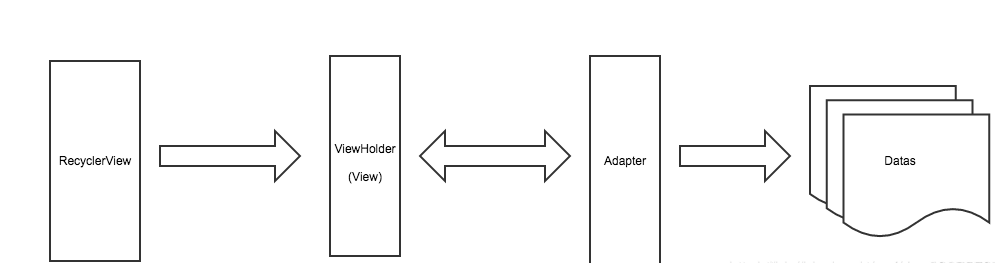 RecyclerView
ViewHolder
(View)
Adapter
Datas